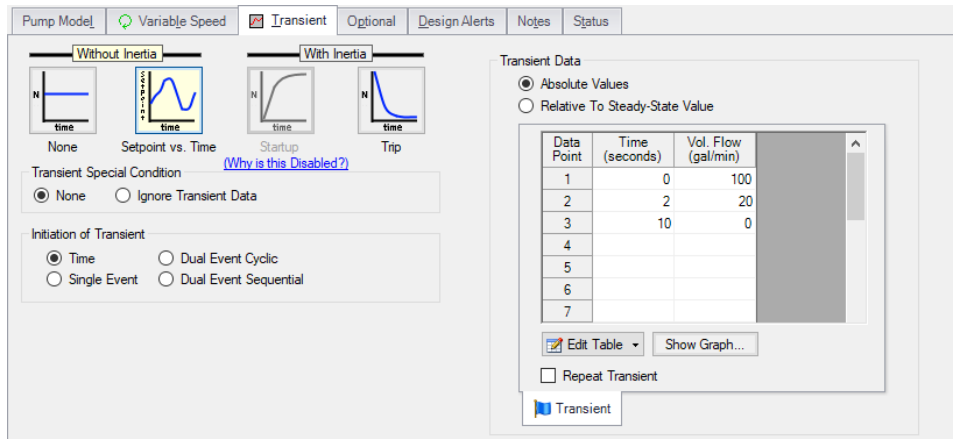 Pump Model Variable Speed Transient Optional Design Alerts Notes Status
Without Inertia With Inertia
N time
Setpoint time
N time
N time
None Setpoint vs. Time Startup Trip
(Why is this Disabled?)
Transient Special Condition
None Ignore Transient Data
Initiation of Transient
Time Dual Event Cyclic
Single Event Dual Event Sequential
Transient Data
Absolute Values
Relative To Steady-State Value
Data Point Time (seconds) Vol. Flow (gal/min)
1 0 100
2 2 20
3 10 0
4
5
6
7
Edit Table Show Graph...
Repeat Transient
Transient